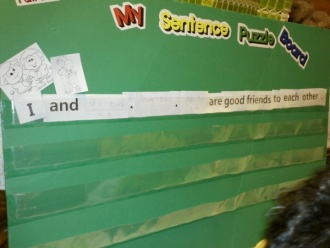 My Sentence Puzzle Board
I and . . are good friends to each other